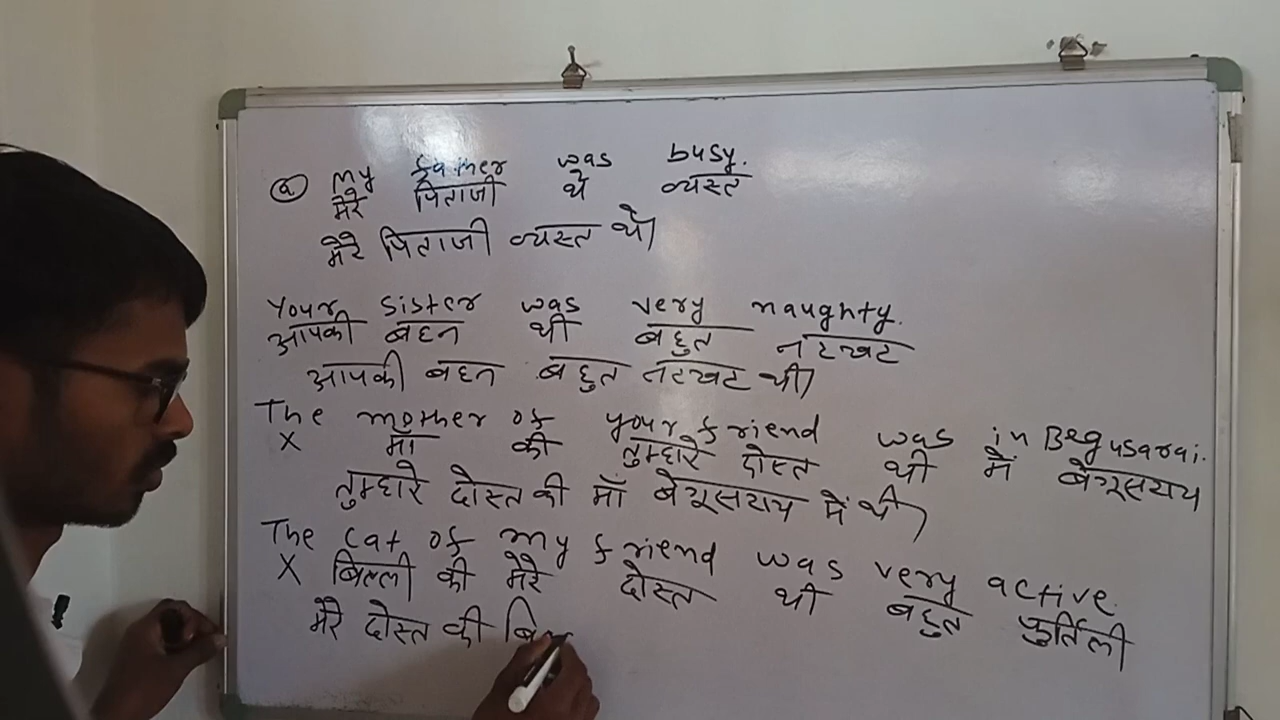 (a) my father was busy.
मेरे पिताजी थे व्यस्त
मेरे पिताजी व्यस्त थे।
Your sister was very naughty.
आपकी बहन थी बहुत नटखट
आपकी बहन बहुत नटखट थी।
The mother of your friend was in Begusarai.
X माँ की तुम्हारे दोस्त थी में बेगूसराय
तुम्हारे दोस्त की माँ बेगूसराय में थी।
The cat of my friend was very active.
X बिल्ली की मेरे दोस्त थी बहुत फुर्तिली
मेरे दोस्त की